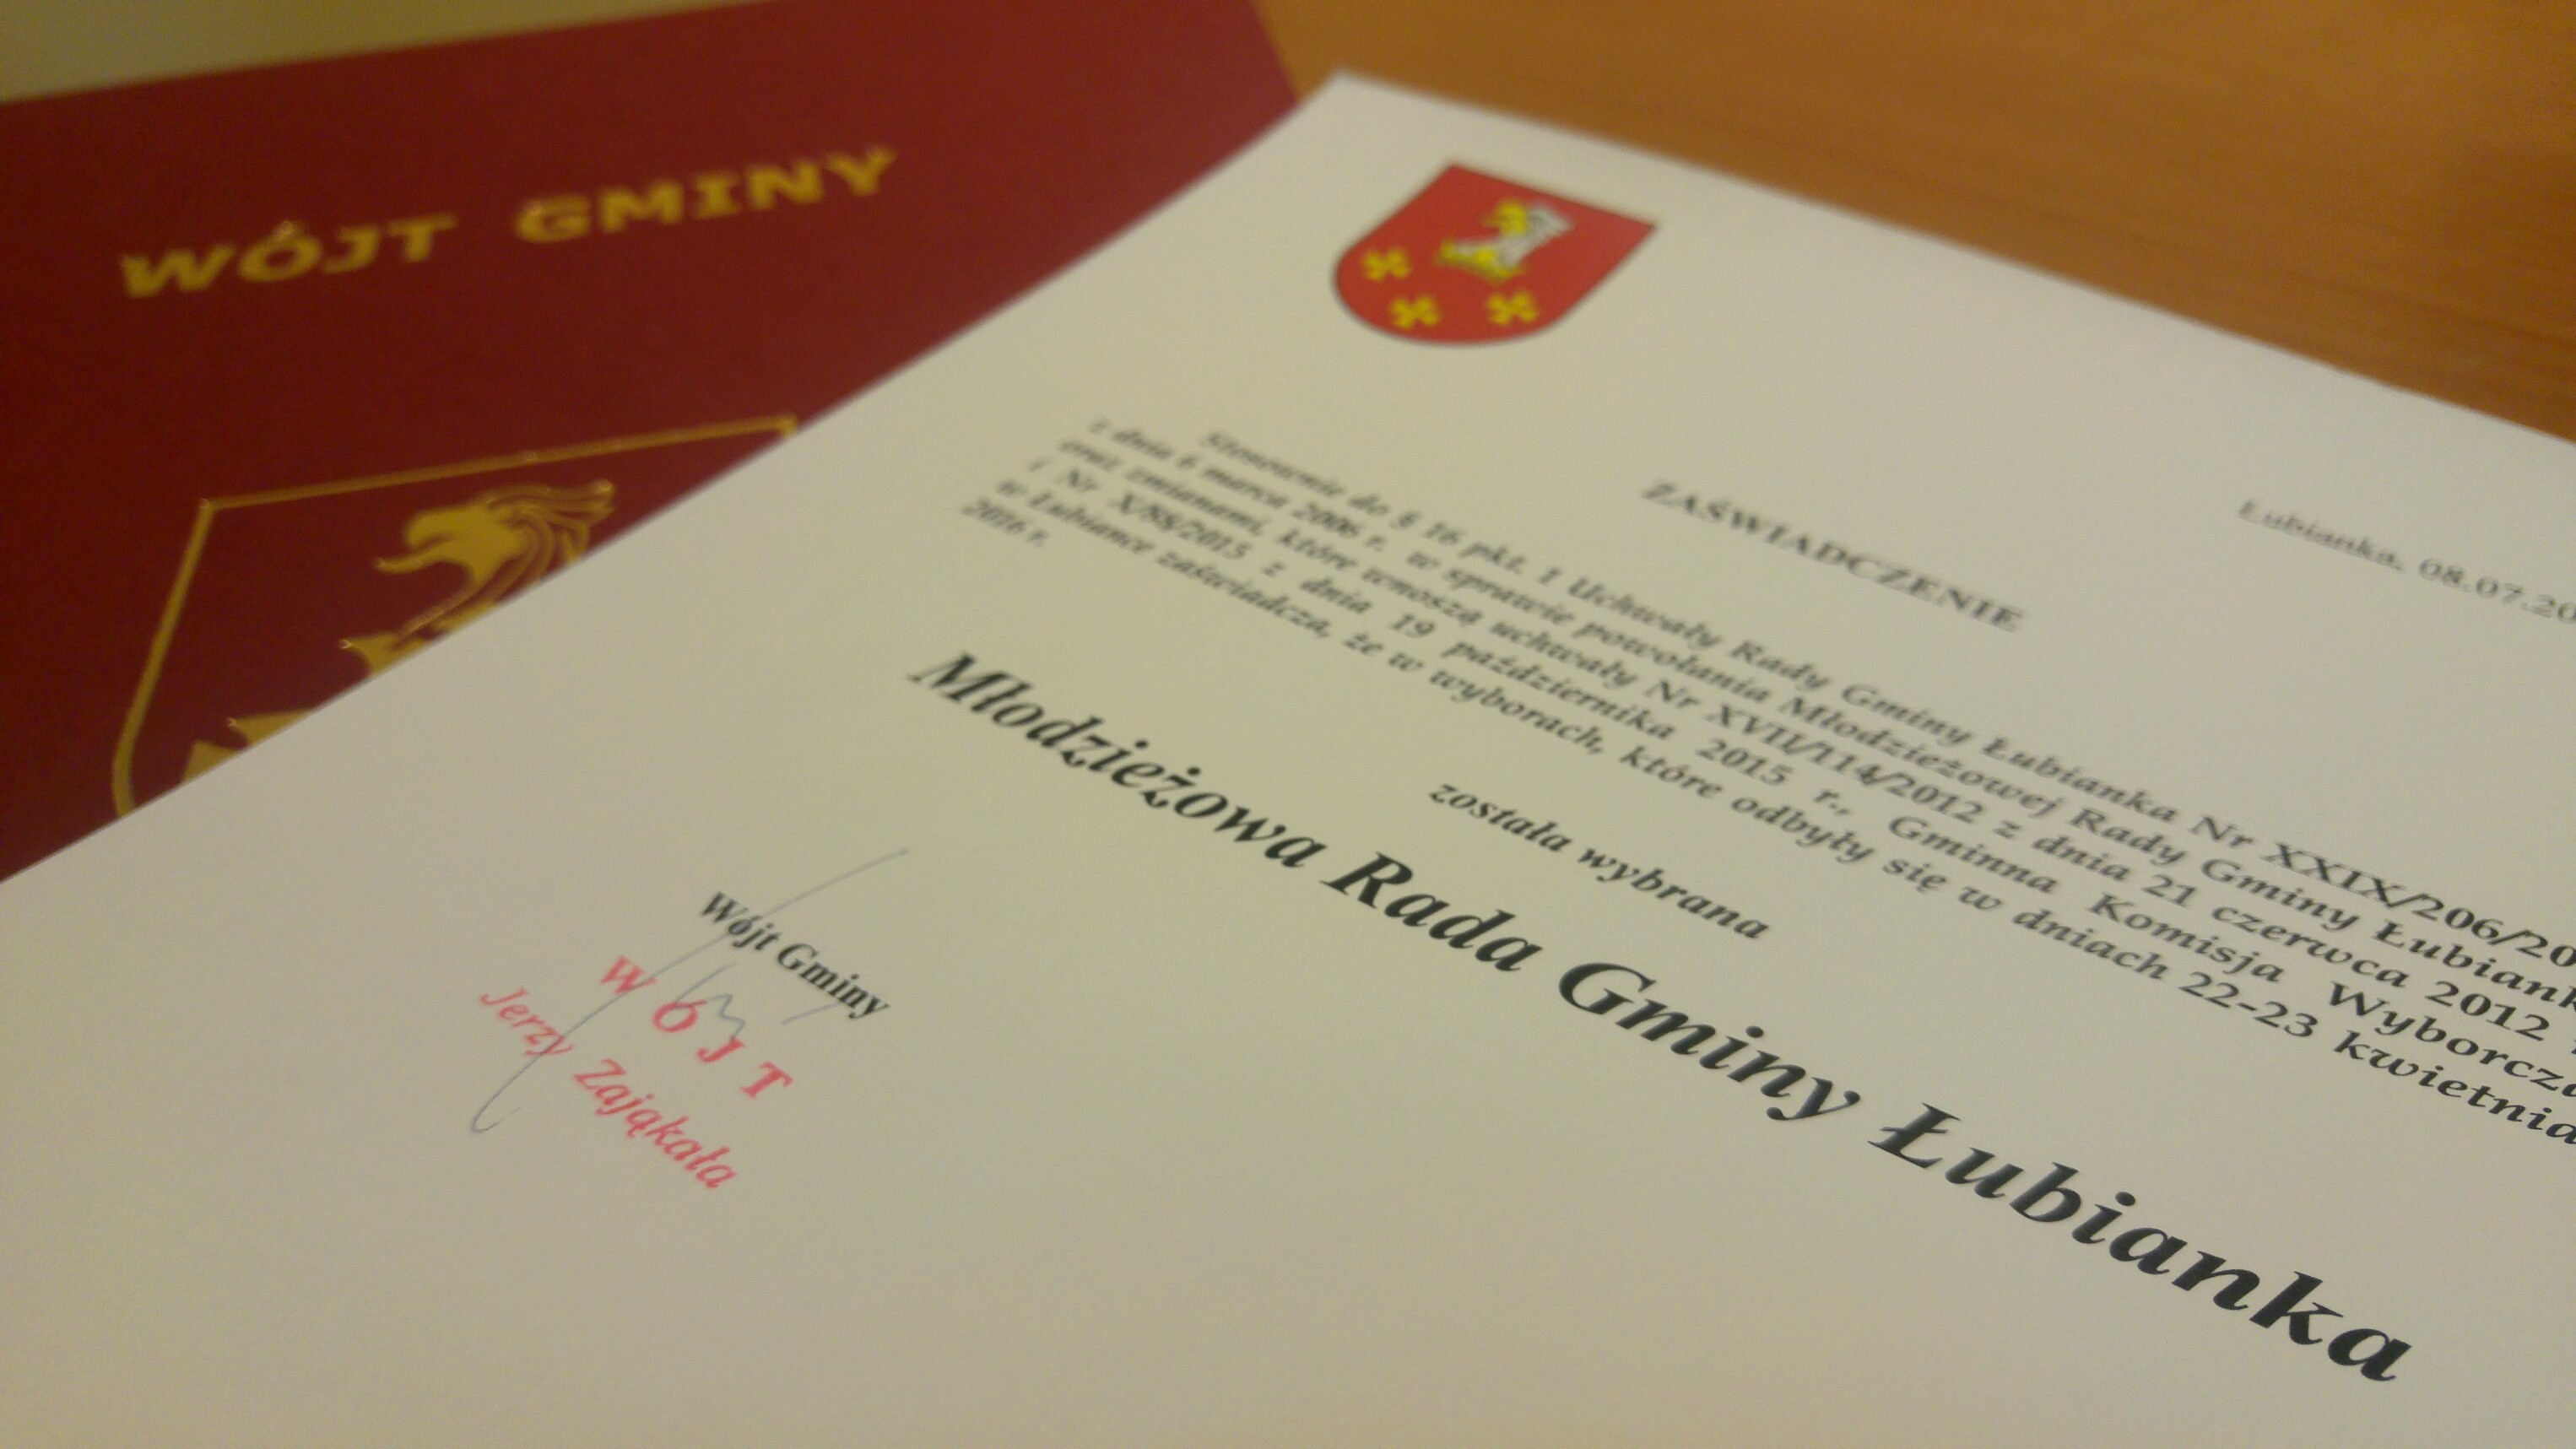 WÓJT GMINY
Łubianka, 08.07.20
ZAŚWIADCZENIE
Stosownie do § 16 pkt. 1 Uchwały Rady Gminy Łubianka Nr XXIX/206/20
z dnia 6 marca 2006 r. w sprawie powołania Młodzieżowej Rady Gminy Łubiank
oraz zmianami, które wnoszą uchwały Nr XVII/114/2012 z dnia 21 czerwca 2012
i Nr X/88/2015 z dnia 19 października 2015 r., Gminna Komisja Wyborcza
w Łubiance zaświadcza, że w wyborach, które odbyły się w dniach 22-23 kwietnia
2016 r.
została wybrana
Młodzieżowa Rada Gminy Łubianka
Wójt Gminy
WÓJT
Jerzy Zająkała